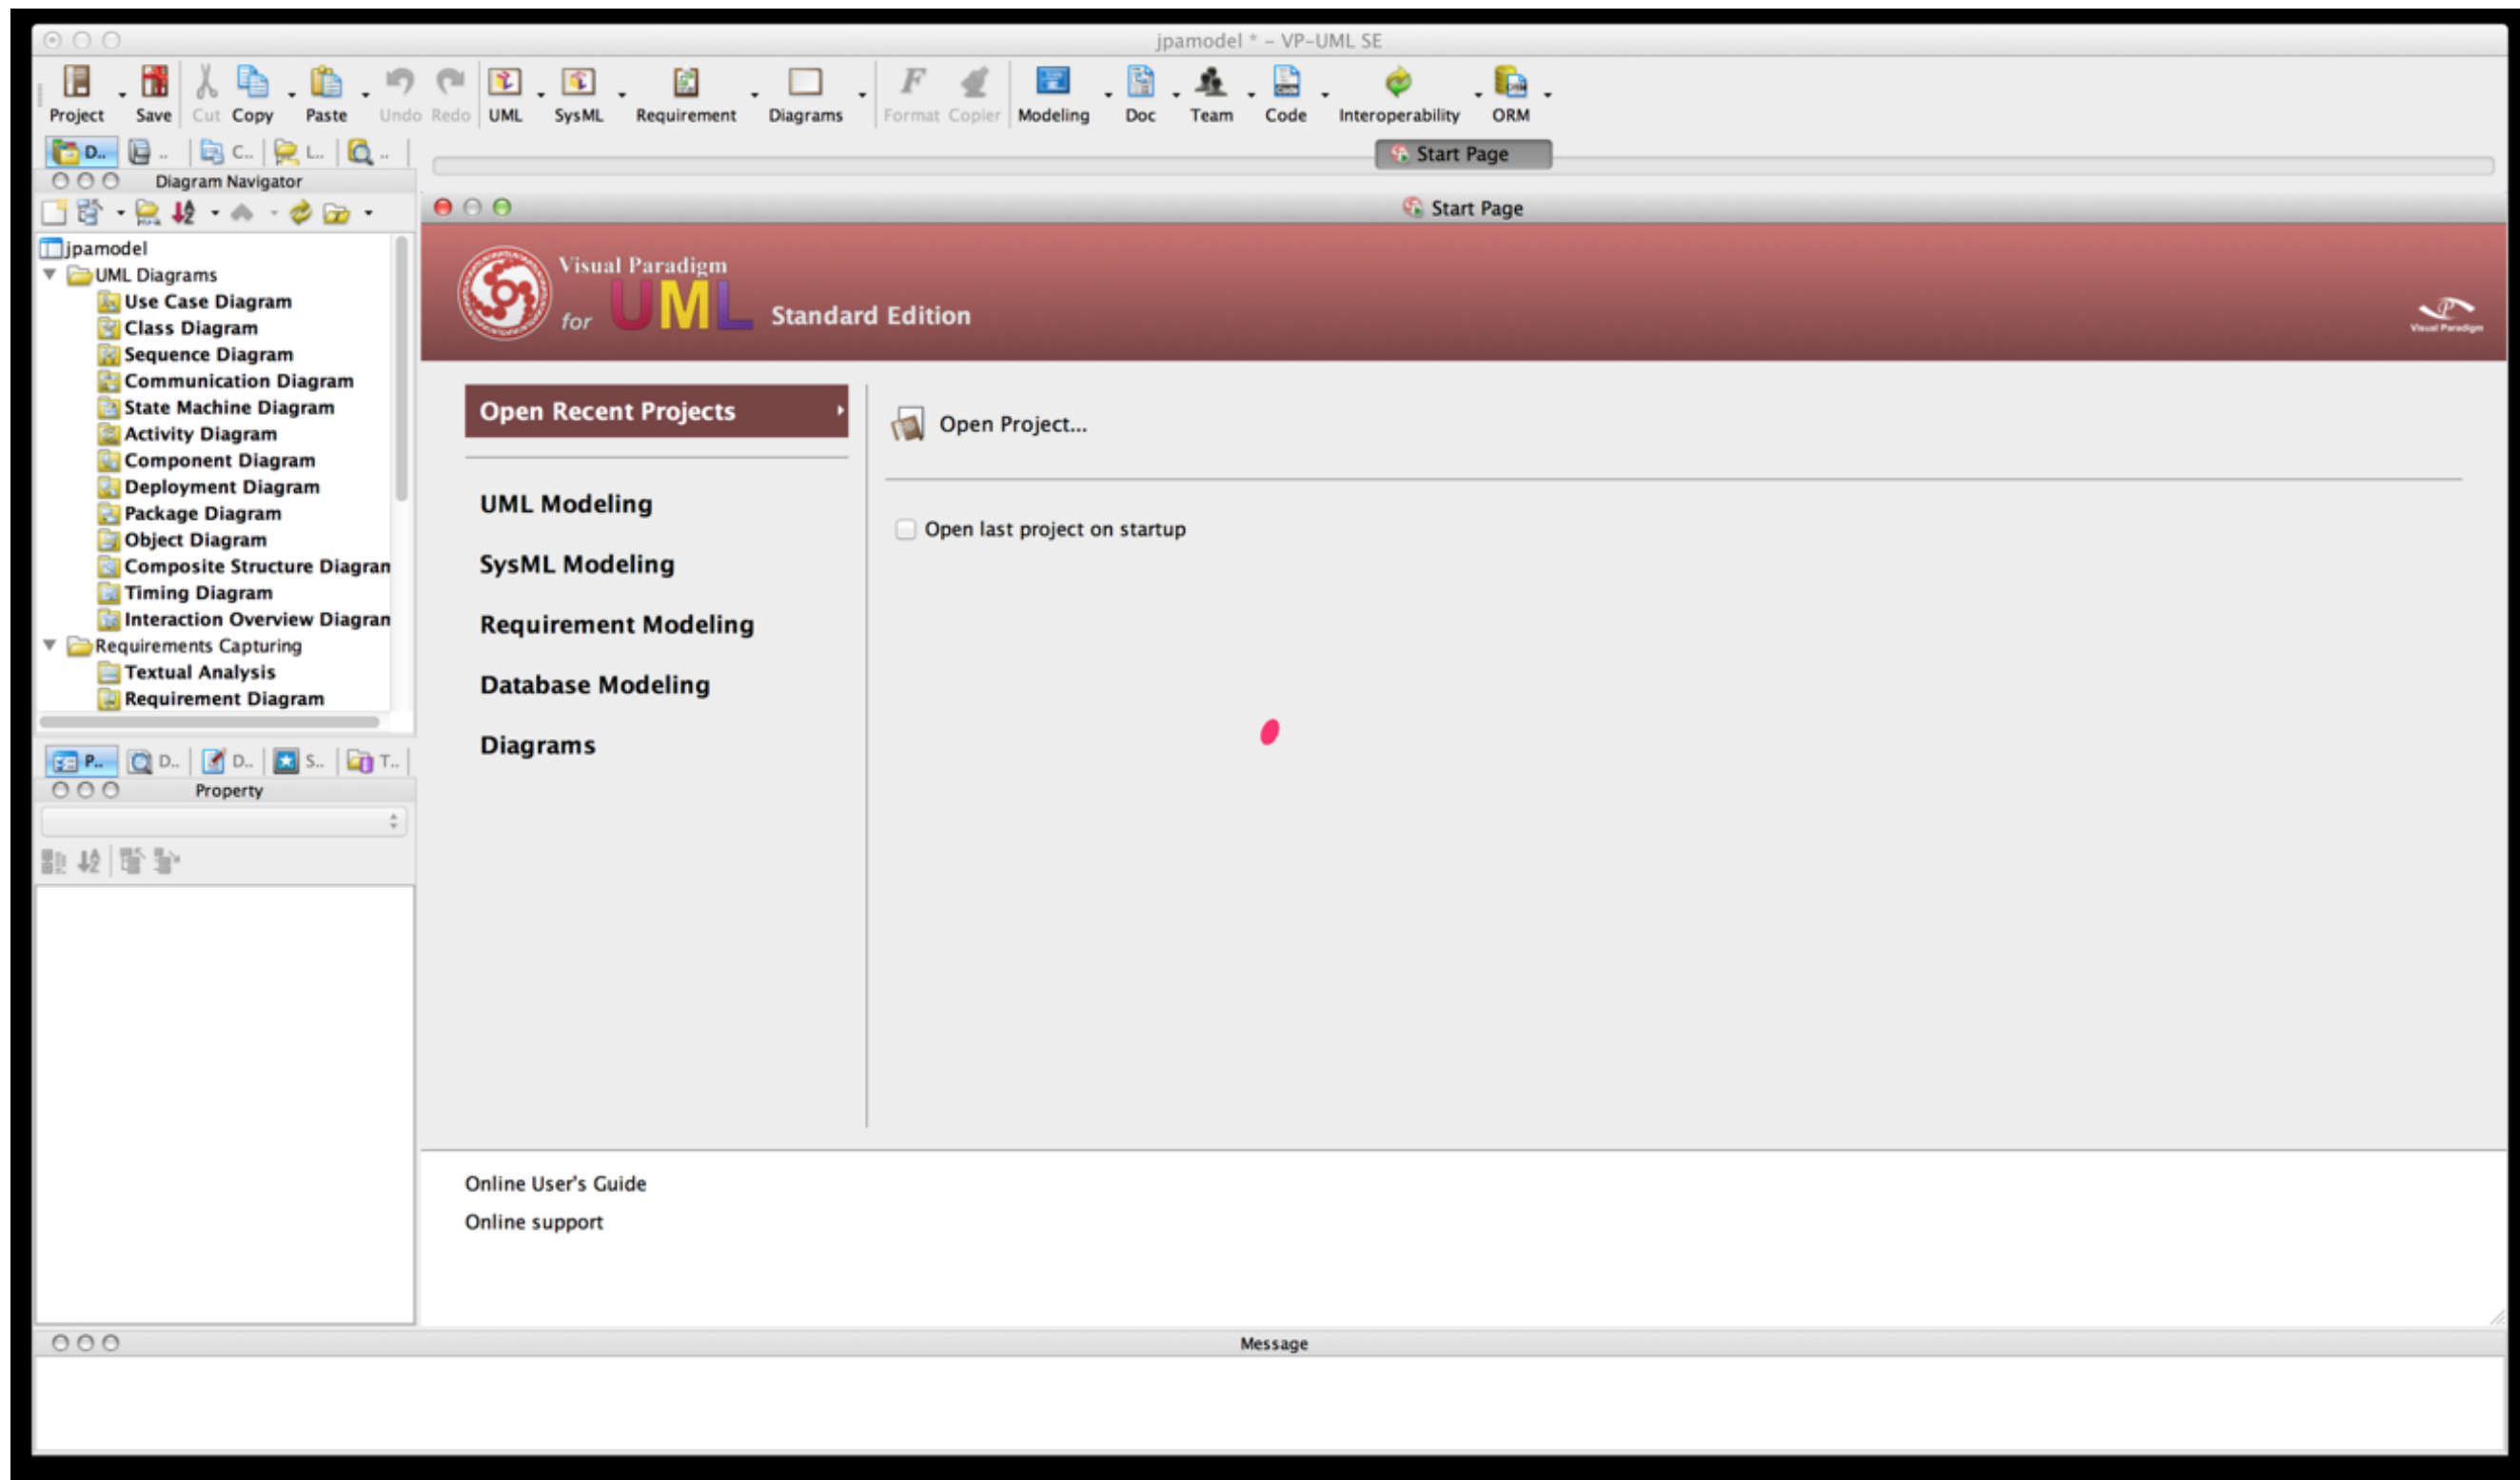 jpamodel * – VP-UML SE
Project Save Cut Copy Paste Undo Redo UML SysML Requirement Diagrams Format Copier Modeling Doc Team Code Interoperability ORM
D.. .. C.. L.. ..
Start Page
Diagram Navigator
Start Page
jpamodel
UML Diagrams
Use Case Diagram
Class Diagram
Sequence Diagram
Communication Diagram
State Machine Diagram
Activity Diagram
Component Diagram
Deployment Diagram
Package Diagram
Object Diagram
Composite Structure Diagran
Timing Diagram
Interaction Overview Diagran
Requirements Capturing
Textual Analysis
Requirement Diagram
P.. D.. D.. S.. T..
Property
Visual Paradigm
for UML Standard Edition
Visual Paradigm
Open Recent Projects
UML Modeling
SysML Modeling
Requirement Modeling
Database Modeling
Diagrams
Open Project...
Open last project on startup
Online User's Guide
Online support
Message